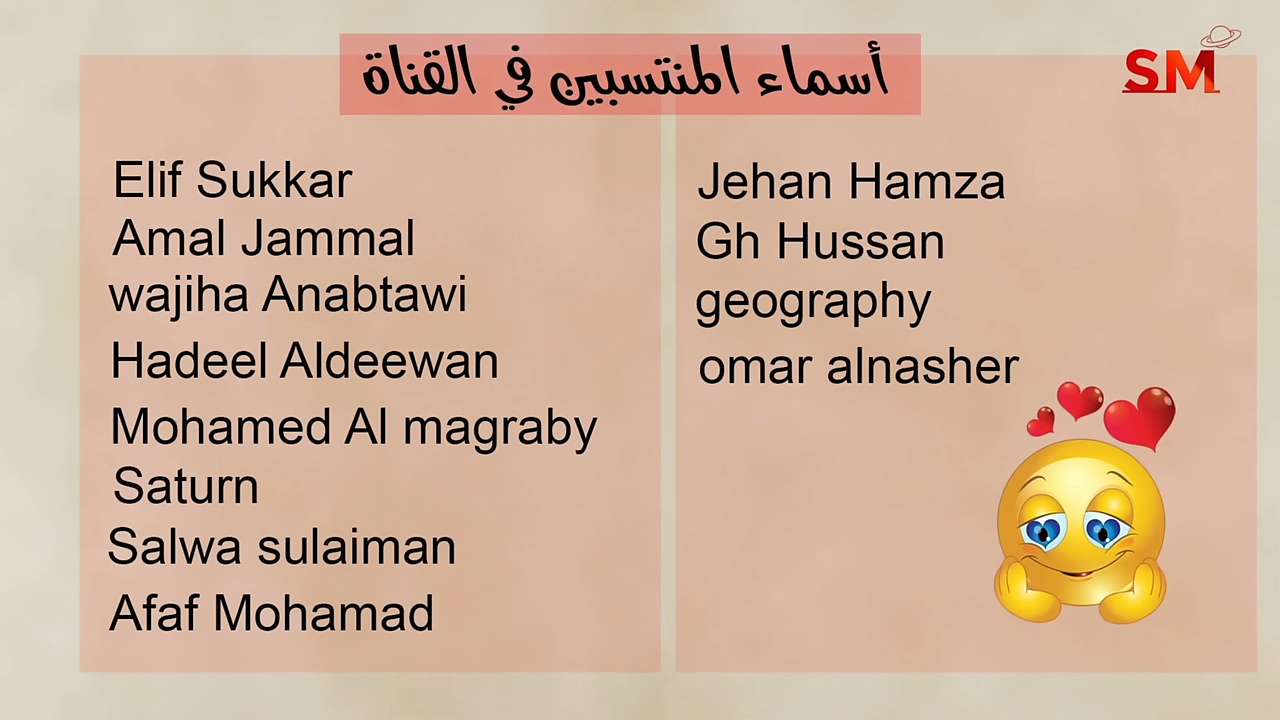 أسماء المنتسبين في القناة
SM
Elif Sukkar
Amal Jammal
wajiha Anabtawi
Hadeel Aldeewan
Mohamed Al magraby
Saturn
Salwa sulaiman
Afaf Mohamad
Jehan Hamza
Gh Hussan
geography
omar alnasher